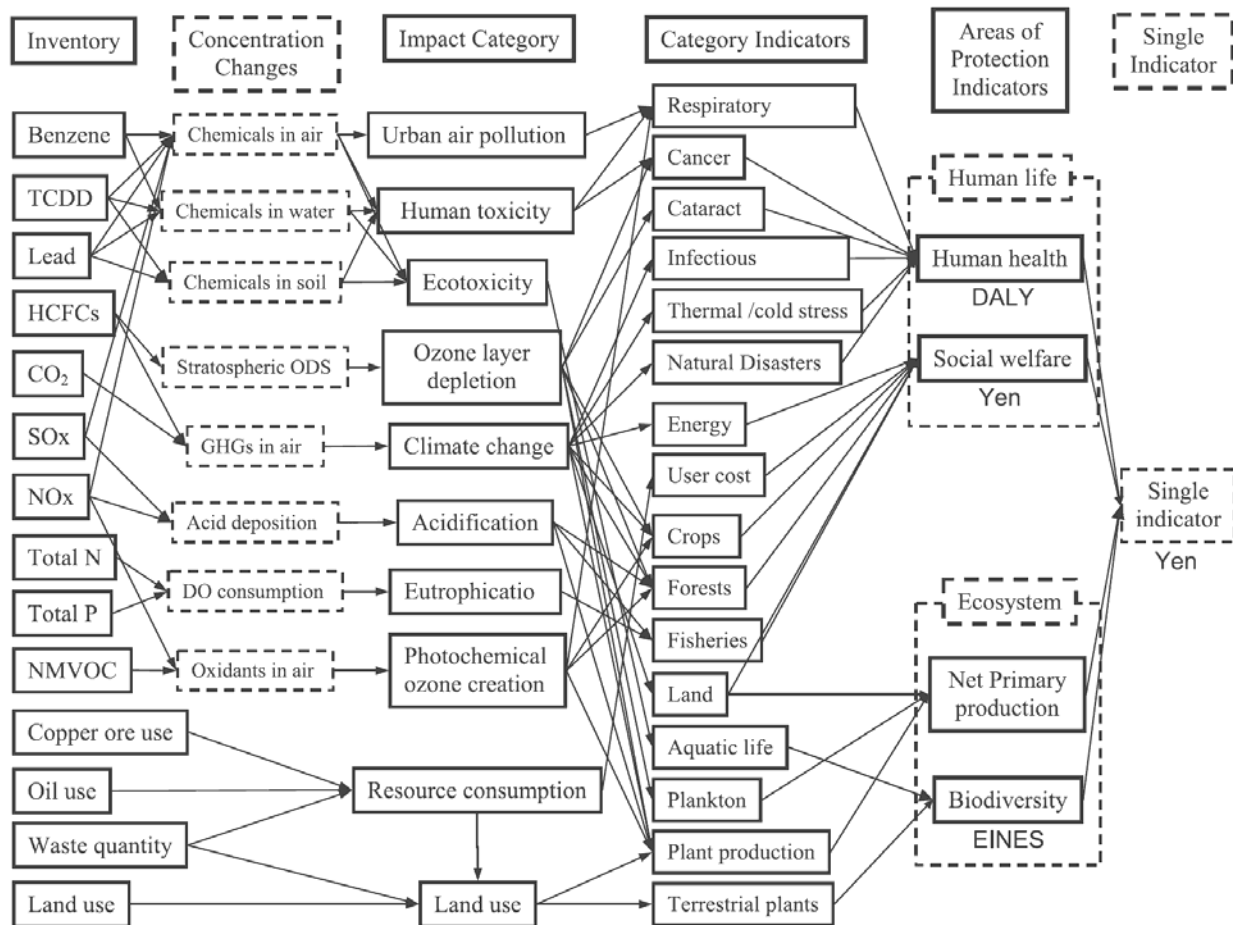 Inventory
Concentration
Changes
Impact Category
Category Indicators
Areas of
Protection
Indicators
Single
Indicator
Benzene
TCDD
Lead
HCFCs
CO₂
SOx
NOx
Total N
Total P
NMVOC
Copper ore use
Oil use
Waste quantity
Land use
Chemicals in air
Chemicals in water
Chemicals in soil
Stratospheric ODS
GHGs in air
Acid deposition
DO consumption
Oxidants in air
Urban air pollution
Human toxicity
Ecotoxicity
Ozone layer
depletion
Climate change
Acidification
Eutrophicatio
Photochemical
ozone creation
Resource consumption
Land use
Respiratory
Cancer
Cataract
Infectious
Thermal /cold stress
Natural Disasters
Energy
User cost
Crops
Forests
Fisheries
Land
Aquatic life
Plankton
Plant production
Terrestrial plants
Human life
Human health
DALY
Social welfare
Yen
Ecosystem
Net Primary
production
Biodiversity
EINES
Single
indicator
Yen